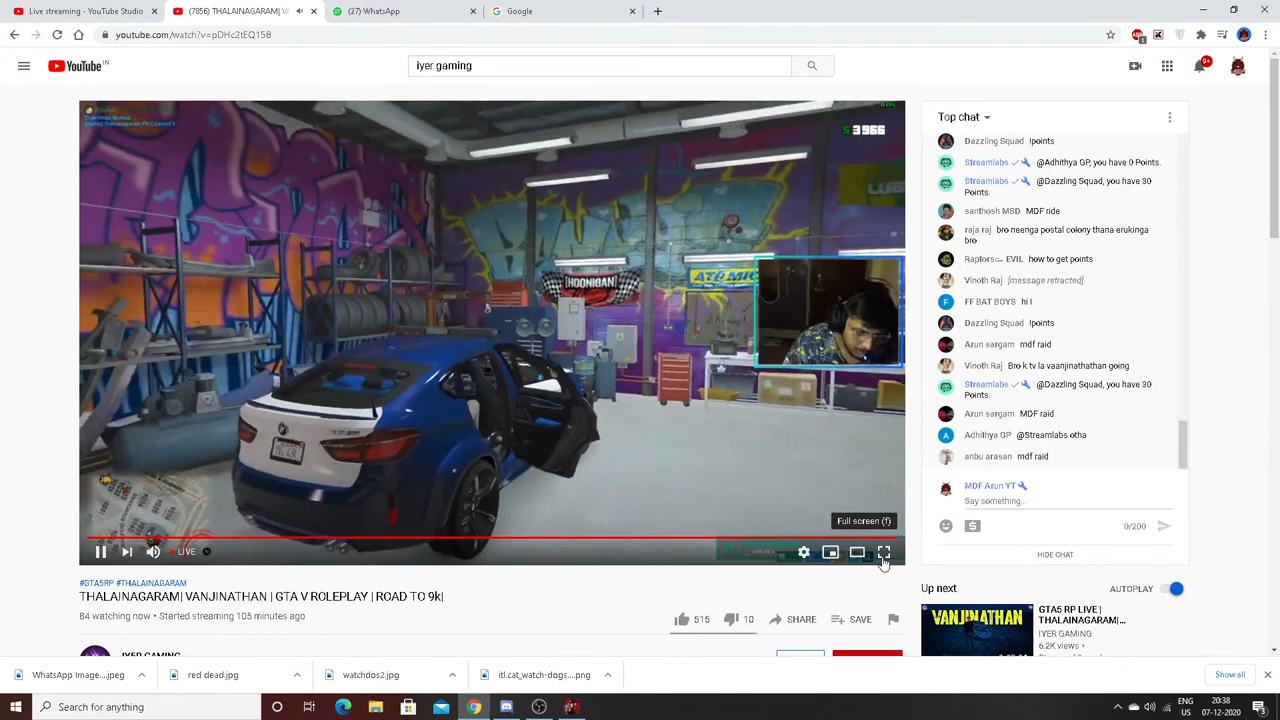 Live streaming - YouTube Studio
(7856) THALAINAGARAM| VA
(27) WhatsApp
Google
youtube.com/watch?v=pDHc2tEQ158
YouTube IN
iyer gaming
9+
3966
HOONIGAN
Full screen (f)
LIVE
Top chat
Dazzling Squad !points
Streamlabs @Adhithya GP, you have 0 Points.
Streamlabs @Dazzling Squad, you have 30
Points.
santhosh MSD MDF ride
raja raj bro neenga postal colony thana erukinga
bro
Raptorsc... EVIL how to get points
Vinoth Raj [message retracted]
FF BAT BOYS hi !
Dazzling Squad !points
Arun sargam mdf raid
Vinoth Raj Bro k tv la vaanjinathathan going
Streamlabs @Dazzling Squad, you have 30
Points.
Arun sargam MDF raid
Adhithya GP @Streamlabs otha
anbu arasan mdf raid
MDF Arun YT
Say something...
0/200
HIDE CHAT
#GTA5RP #THALAINAGARAM
THALAINAGARAM| VANJINATHAN | GTA V ROLEPLAY | ROAD TO 9k|
84 watching now • Started streaming 105 minutes ago
515
10
SHARE
SAVE
IYER GAMING
Up next
AUTOPLAY
VANJINATHAN
GTA5 RP LIVE |
THALAINAGARAM|...
IYER GAMING
6.2K views •
WhatsApp Image....jpeg
red dead.jpg
watchdos2.jpg
itl.cat_watch-dogs....png
Show all
Search for anything
ENG
US
20:38
07-12-2020
3